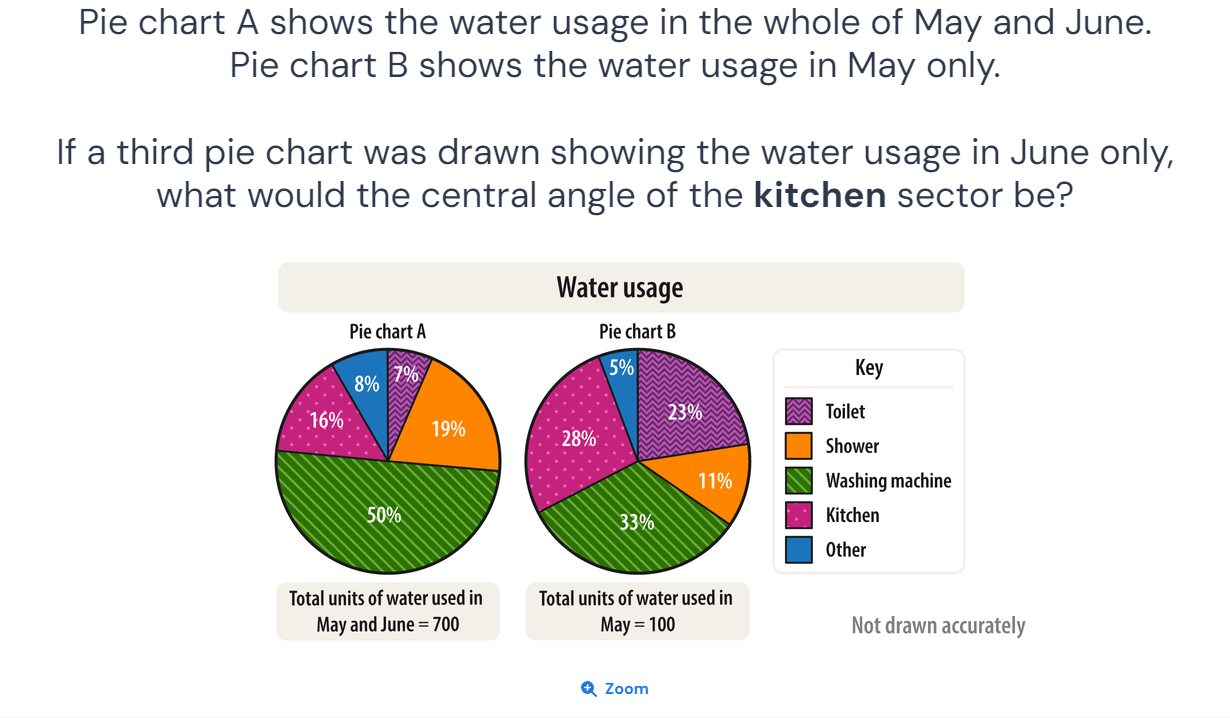 Pie chart A shows the water usage in the whole of May and June.
Pie chart B shows the water usage in May only.
If a third pie chart was drawn showing the water usage in June only,
what would the central angle of the kitchen sector be?
Water usage
Pie chart A
Pie chart B
8%
7%
16%
19%
50%
5%
23%
28%
11%
33%
Key
Toilet
Shower
Washing machine
Kitchen
Other
Total units of water used in
May and June = 700
Total units of water used in
May = 100
Not drawn accurately
Zoom